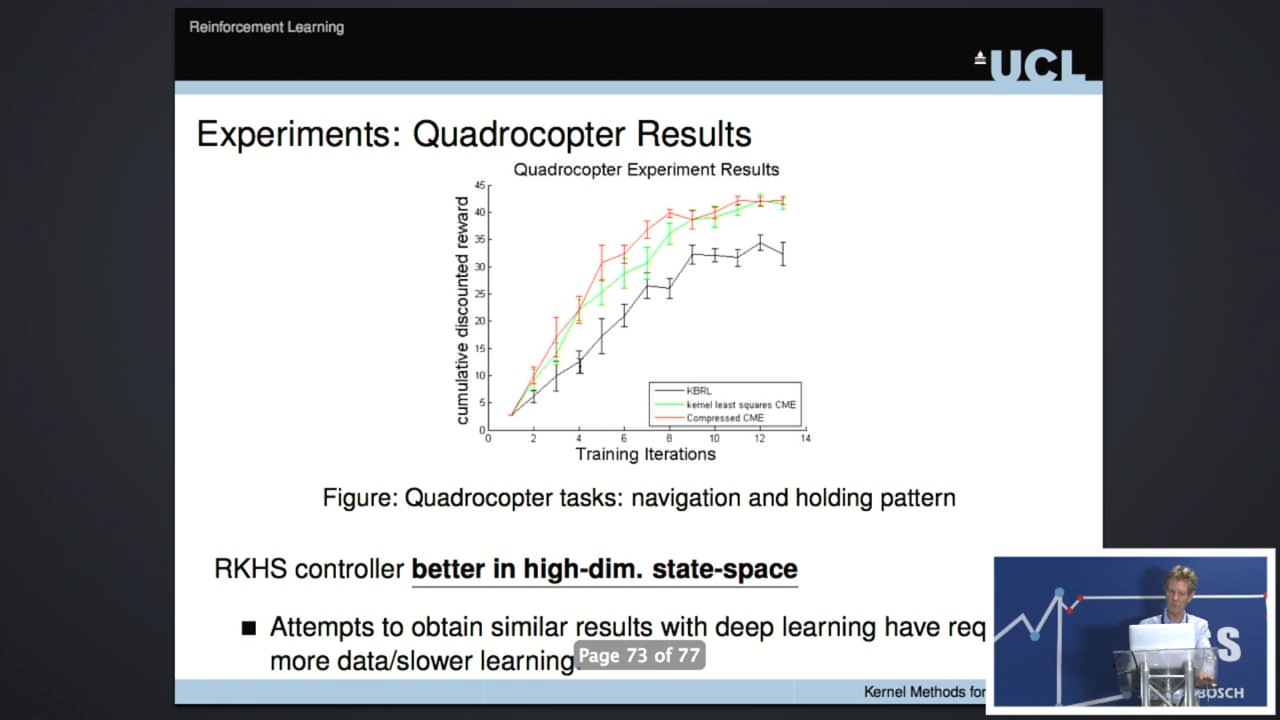 Reinforcement Learning
UCL
Experiments: Quadrocopter Results
Quadrocopter Experiment Results
cumulative discounted reward
45
40
35
30
25
20
15
10
5
0
0 2 4 6 8 10 12 14
KBRL
kernel least squares CME
Compressed CME
Training Iterations
Figure: Quadrocopter tasks: navigation and holding pattern
RKHS controller better in high-dim. state-space
■ Attempts to obtain similar results with deep learning have req
more data/slower learning.
Page 73 of 77
Kernel Methods for
S
BOSCH